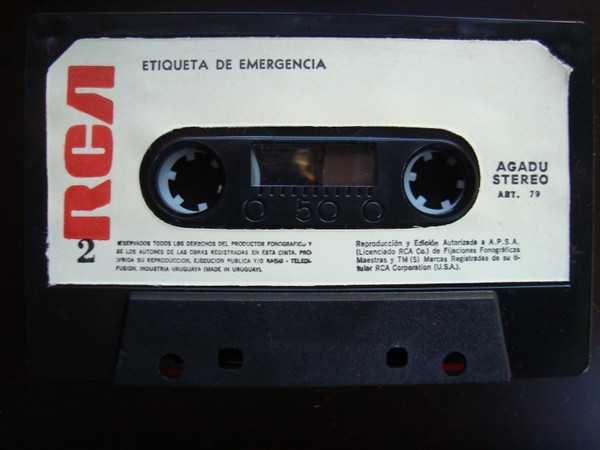 ETIQUETA DE EMERGENCIA
RCA
AGADU
STEREO
ART. 79
50
2
RESERVADOS TODOS LOS DERECHOS DEL PRODUCTOR FONOGRAFICO Y
DE LOS AUTORES DE LAS OBRAS REGISTRADAS EN ESTA CINTA. PRO-
HIBIDA SU REPRODUCCION, EJECUCION PUBLICA Y/O RADIO - TELEDI-
FUSION, INDUSTRIA URUGUAYA (MADE IN URUGUAY).
Reproducción y Edición Autorizada a A.P.S.A.
(Licenciado RCA Co.) de Fijaciones Fonográficas
Maestras y TM (S) Marcas Registradas de su ti-
tular RCA Corporation (U.S.A.).